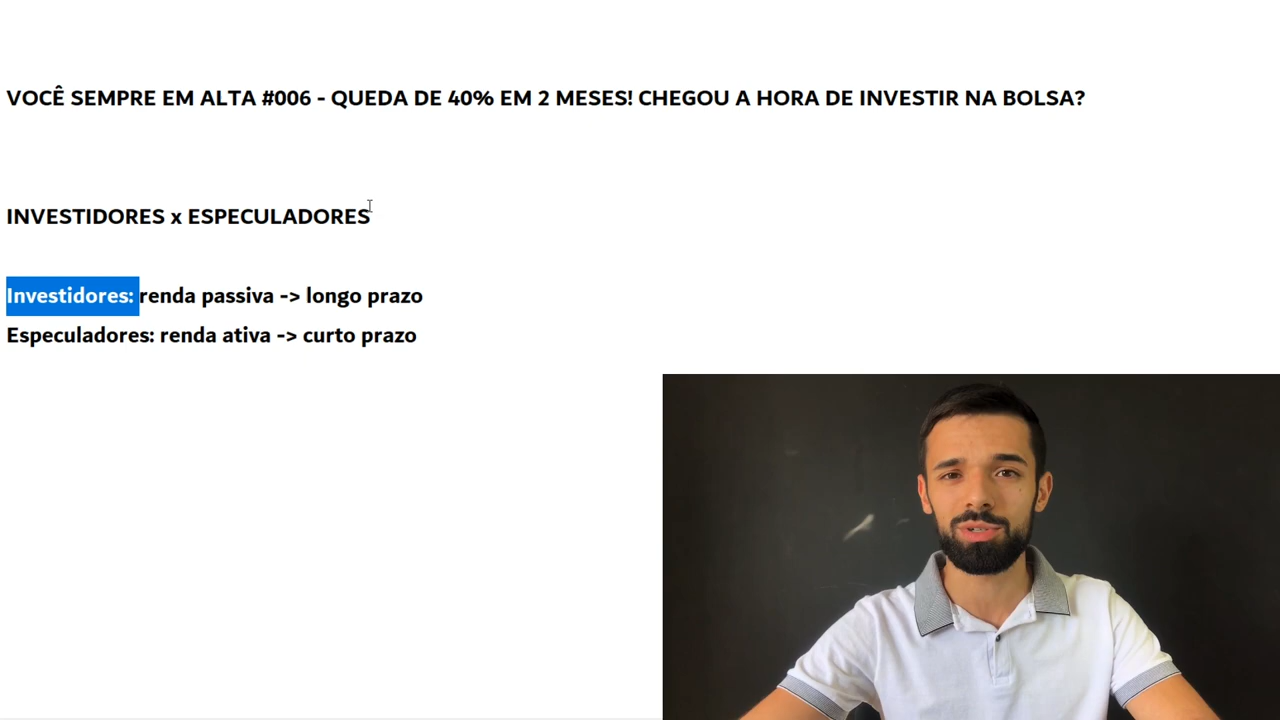 VOCÊ SEMPRE EM ALTA #006 - QUEDA DE 40% EM 2 MESES! CHEGOU A HORA DE INVESTIR NA BOLSA?
INVESTIDORES x ESPECULADORES
Investidores: renda passiva -> longo prazo
Especuladores: renda ativa -> curto prazo